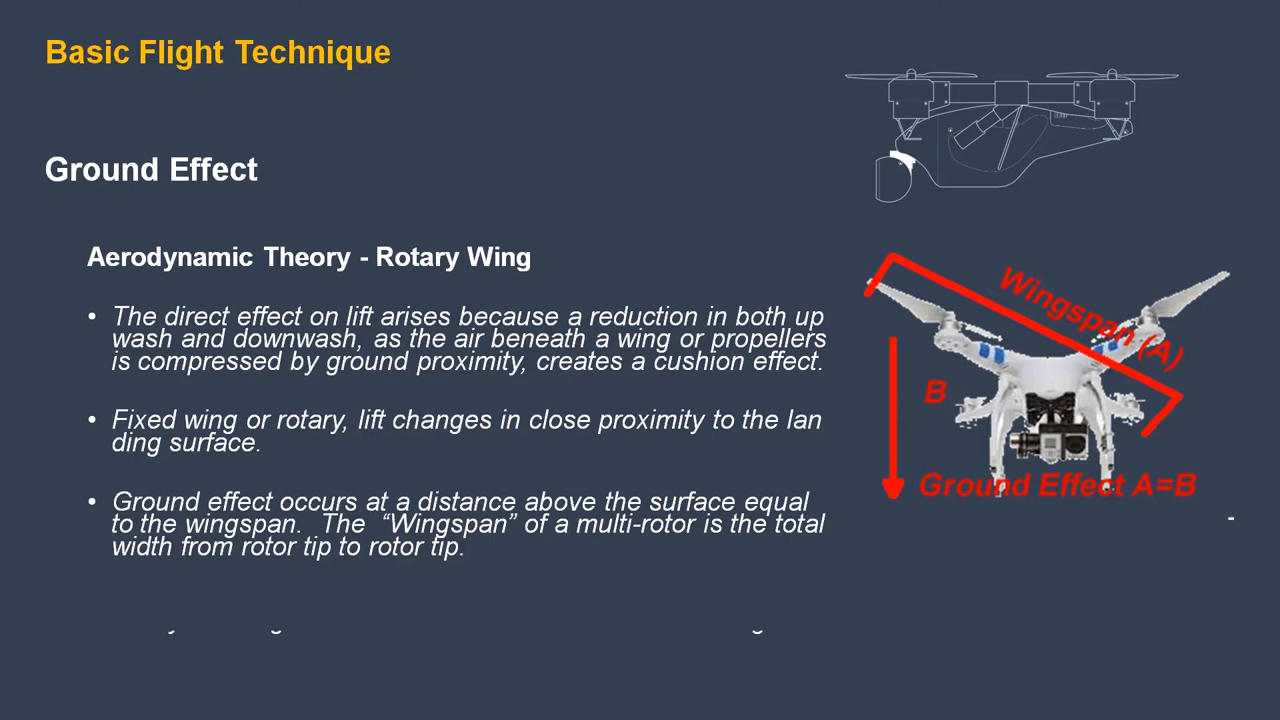 Basic Flight Technique
Ground Effect
Aerodynamic Theory - Rotary Wing
• The direct effect on lift arises because a reduction in both up
wash and downwash, as the air beneath a wing or propellers
is compressed by ground proximity, creates a cushion effect.
• Fixed wing or rotary, lift changes in close proximity to the lan
ding surface.
• Ground effect occurs at a distance above the surface equal
to the wingspan.  The  “Wingspan” of a multi-rotor is the total
width from rotor tip to rotor tip.
Wingspan (A)
B
Ground Effect A=B
-